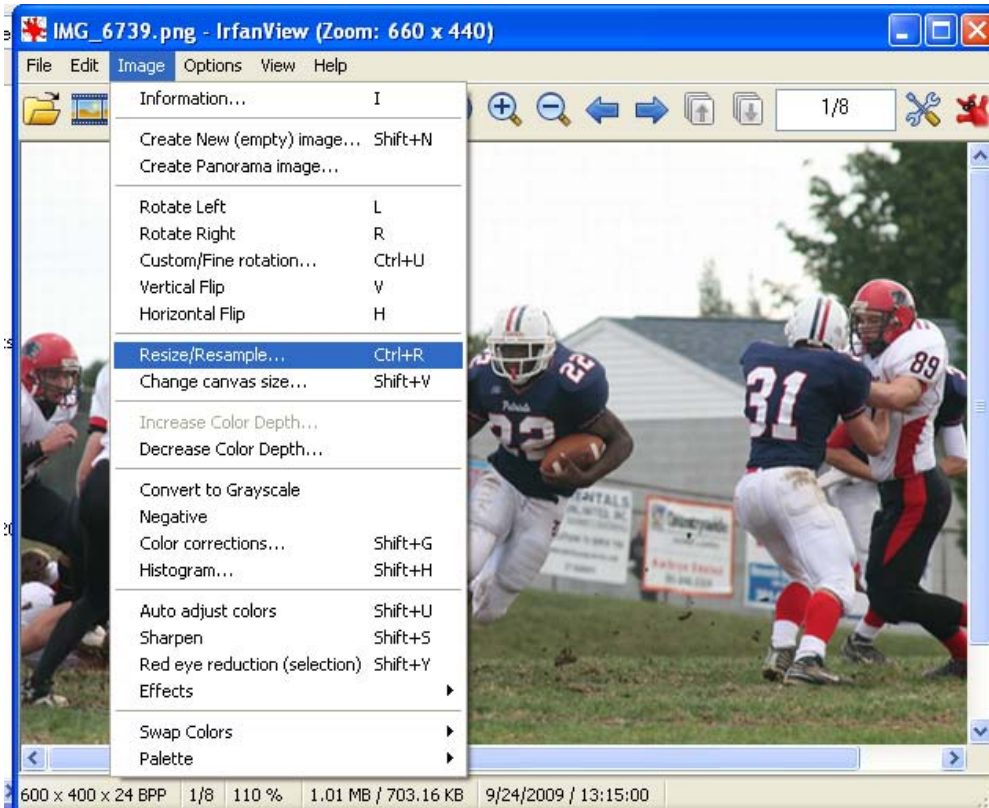 IMG_6739.png - IrfanView (Zoom: 660 x 440)
File Edit Image Options View Help
1/8
Information... I
Create New (empty) image... Shift+N
Create Panorama image...
Rotate Left L
Rotate Right R
Custom/Fine rotation... Ctrl+U
Vertical Flip V
Horizontal Flip H
Resize/Resample... Ctrl+R
Change canvas size... Shift+V
Increase Color Depth...
Decrease Color Depth...
Convert to Grayscale
Negative
Color corrections... Shift+G
Histogram... Shift+H
Auto adjust colors Shift+U
Sharpen Shift+S
Red eye reduction (selection) Shift+Y
Effects
Swap Colors
Palette
22
Patriots
22
31
89
RENTALS
Countrywide
600 x 400 x 24 BPP 1/8 110 % 1.01 MB / 703.16 KB 9/24/2009 / 13:15:00